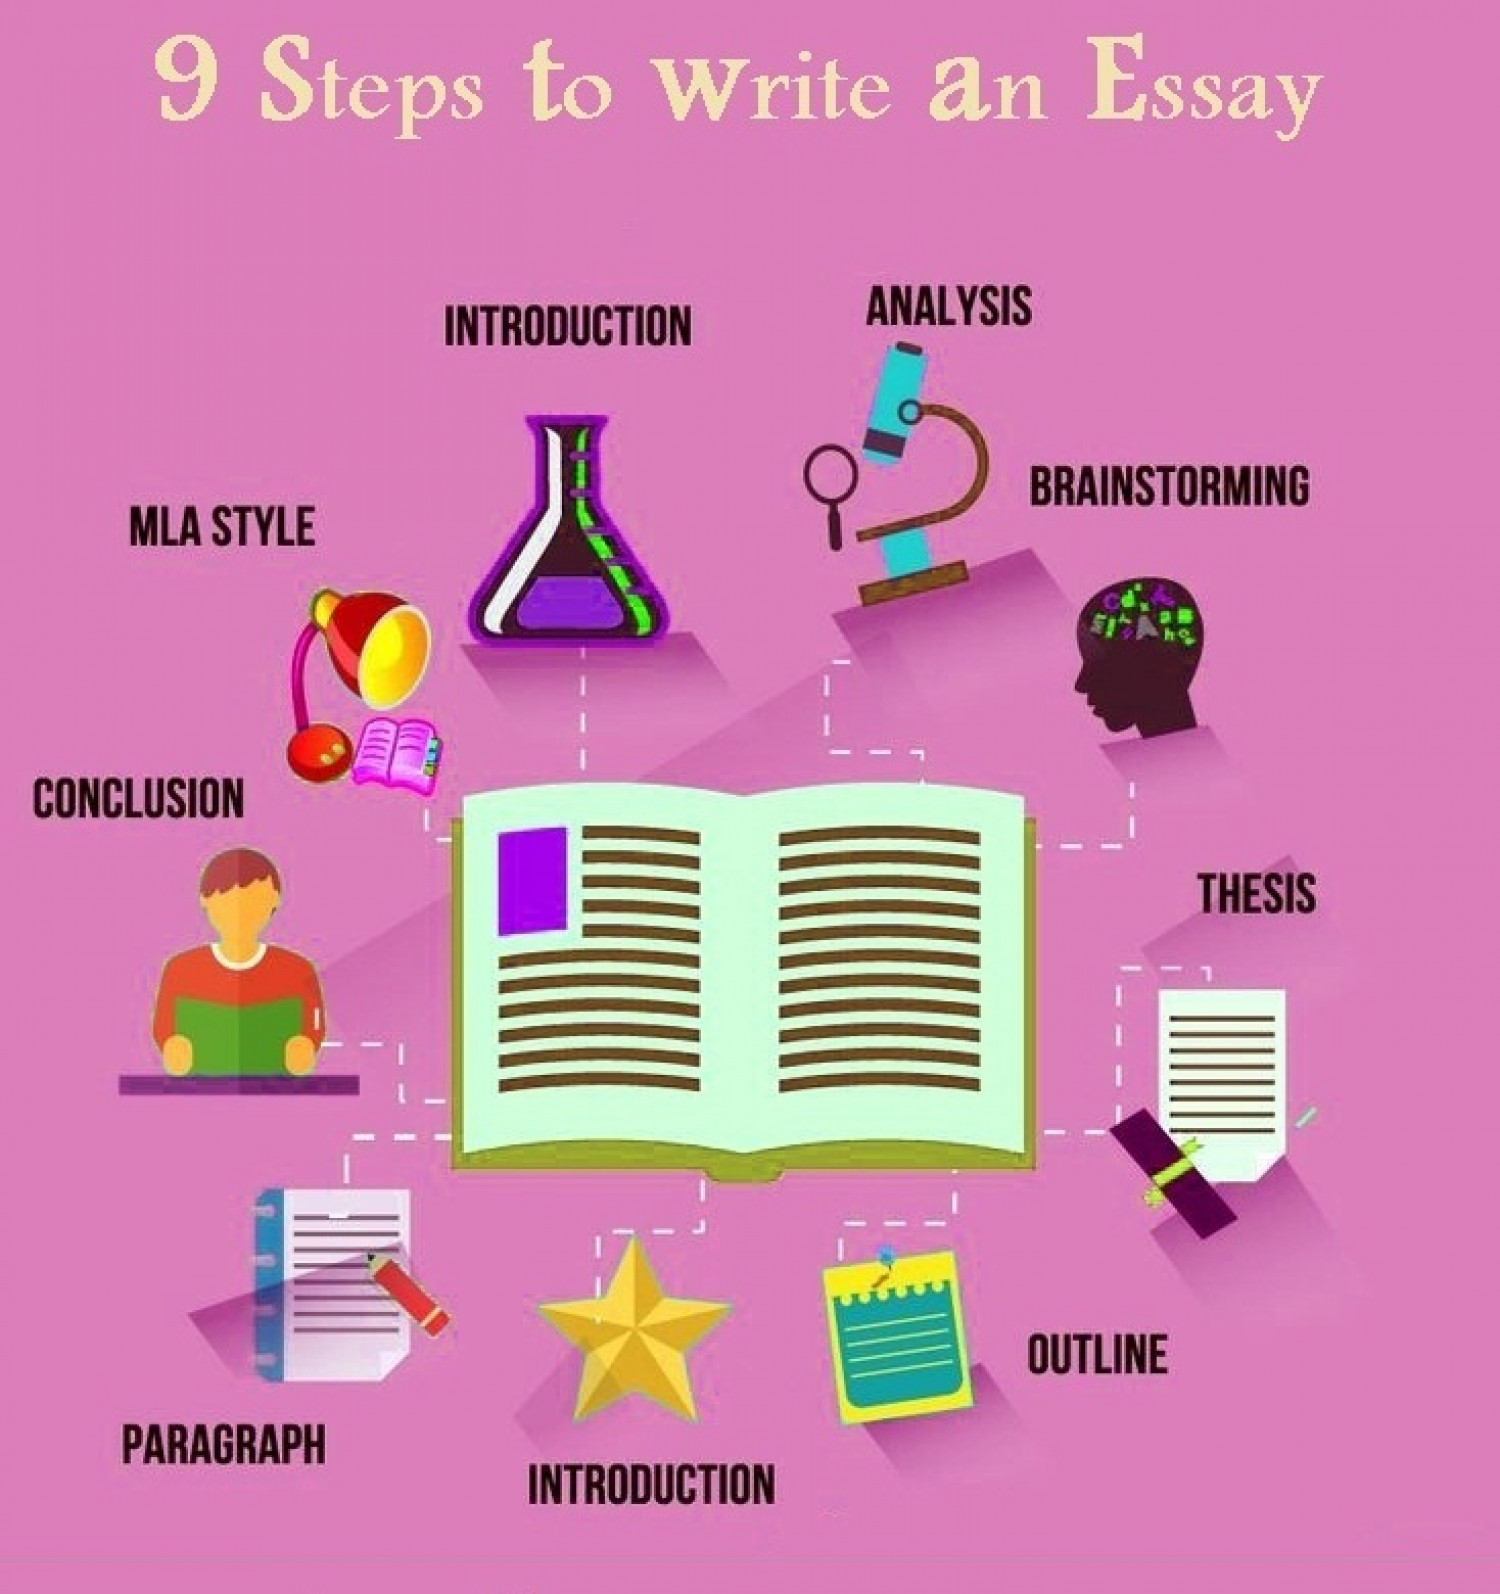 9 Steps to write an Essay
INTRODUCTION
ANALYSIS
BRAINSTORMING
MLA STYLE
CONCLUSION
THESIS
OUTLINE
PARAGRAPH
INTRODUCTION